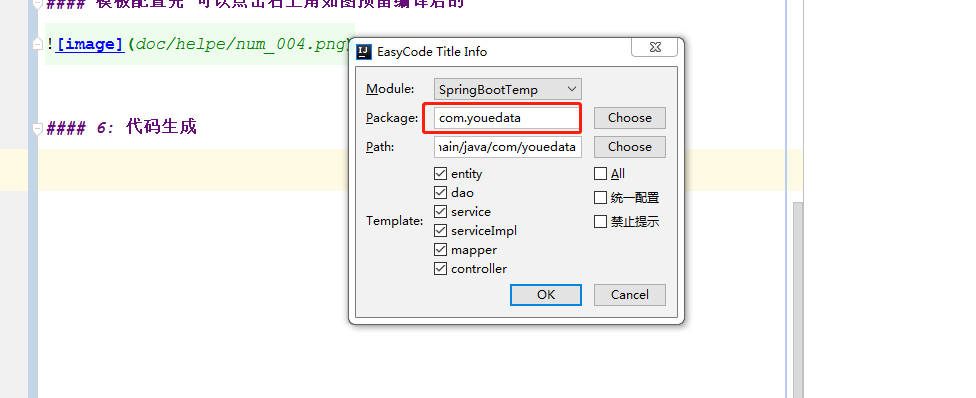 #### 模板配置完 可以点击右上角如图预留编译后的
![image](doc/helpe/num_004.png)
#### 6: 代码生成
EasyCode Title Info
Module: SpringBootTemp
Package: com.youedata Choose
Path: main/java/com/youedata Choose
Template:
entity
dao
service
serviceImpl
mapper
controller
All
统一配置
禁止提示
OK Cancel